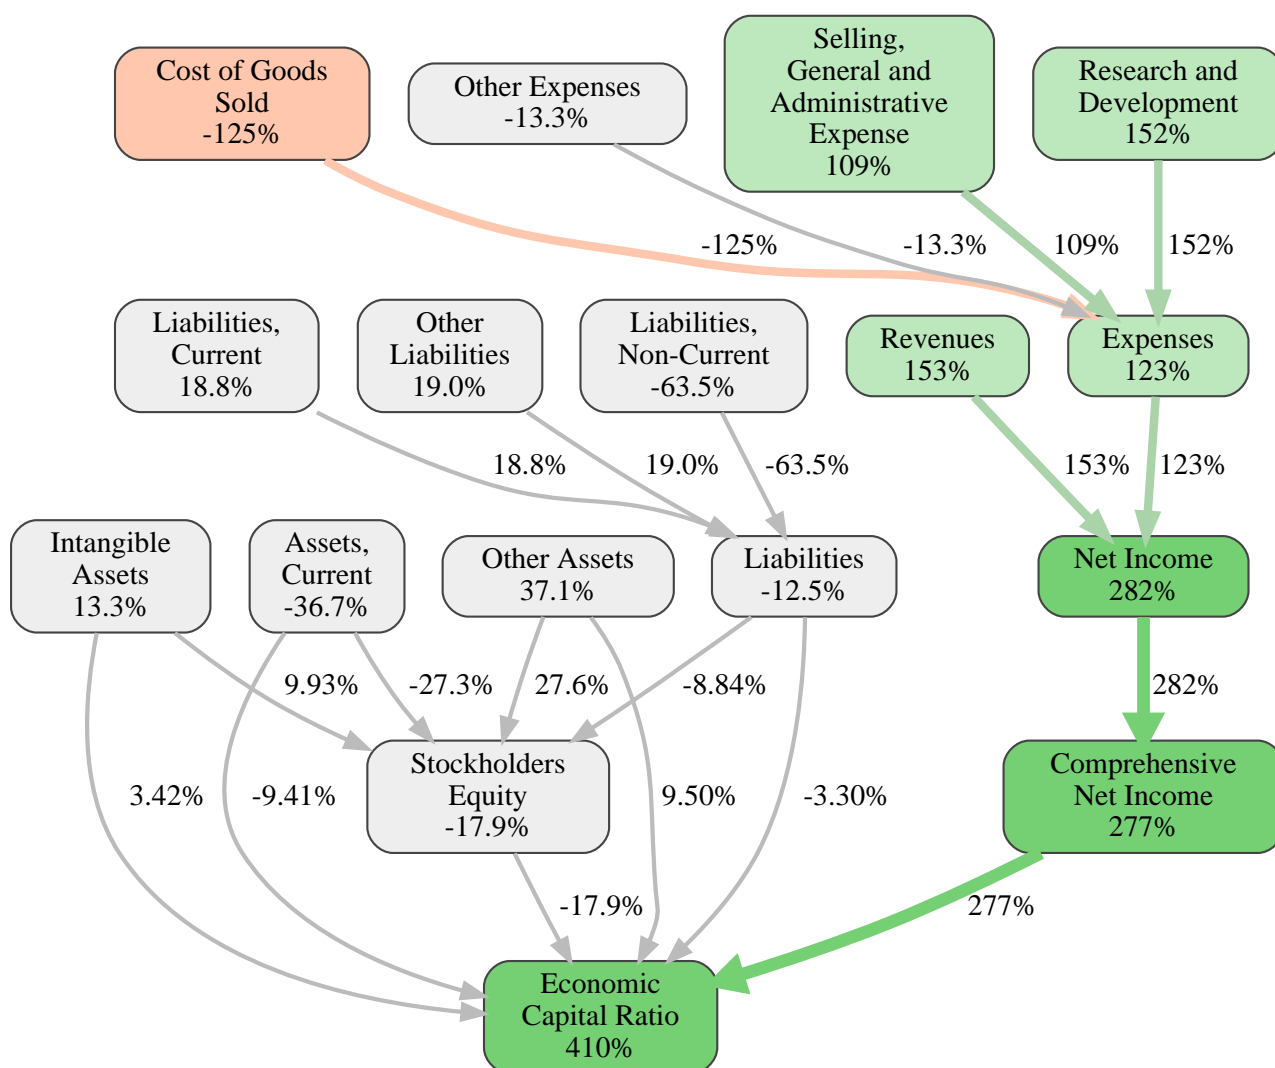 Cost of Goods
Sold
-125%
Other Expenses
-13.3%
Selling,
General and
Administrative
Expense
109%
Research and
Development
152%
-125%
-13.3%
109%
152%
Liabilities,
Current
18.8%
Other
Liabilities
19.0%
Liabilities,
Non-Current
-63.5%
Revenues
153%
Expenses
123%
18.8%
19.0%
-63.5%
153%
123%
Intangible
Assets
13.3%
Assets,
Current
-36.7%
Other Assets
37.1%
Liabilities
-12.5%
Net Income
282%
9.93%
-27.3%
27.6%
-8.84%
282%
Stockholders
Equity
-17.9%
Comprehensive
Net Income
277%
3.42%
-9.41%
9.50%
-3.30%
-17.9%
277%
Economic
Capital Ratio
410%